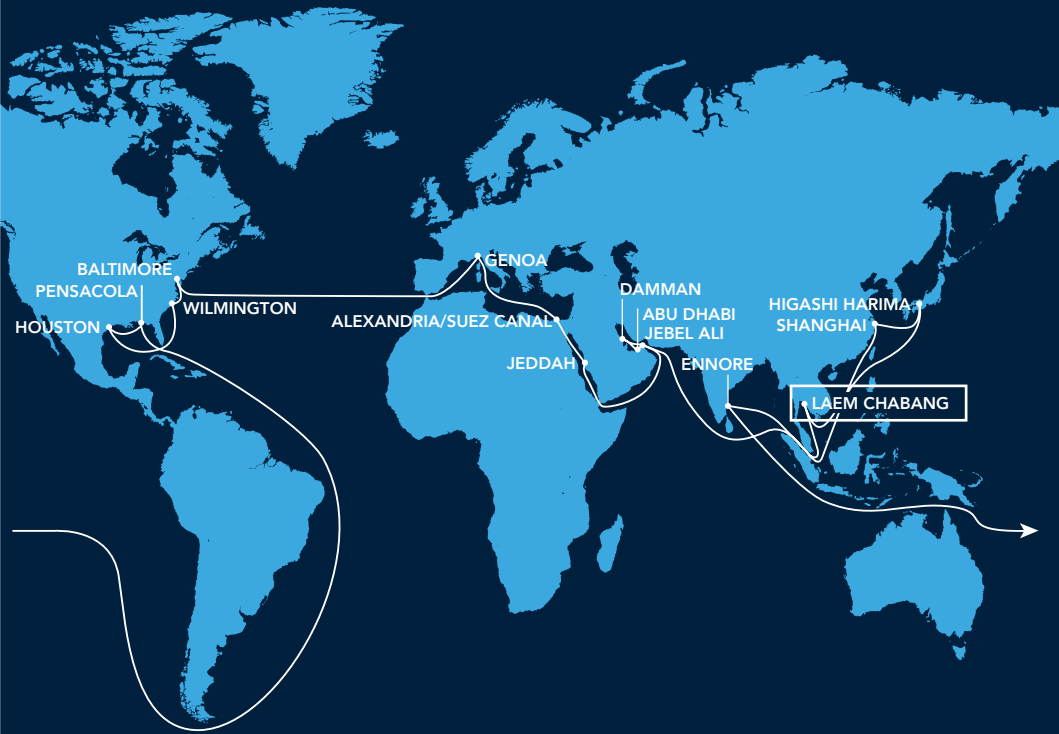 BALTIMORE
PENSACOLA
HOUSTON
WILMINGTON
GENOA
ALEXANDRIA/SUEZ CANAL
JEDDAH
DAMMAN
ABU DHABI
JEBEL ALI
ENNORE
HIGASHI HARIMA
SHANGHAI
LAEM CHABANG